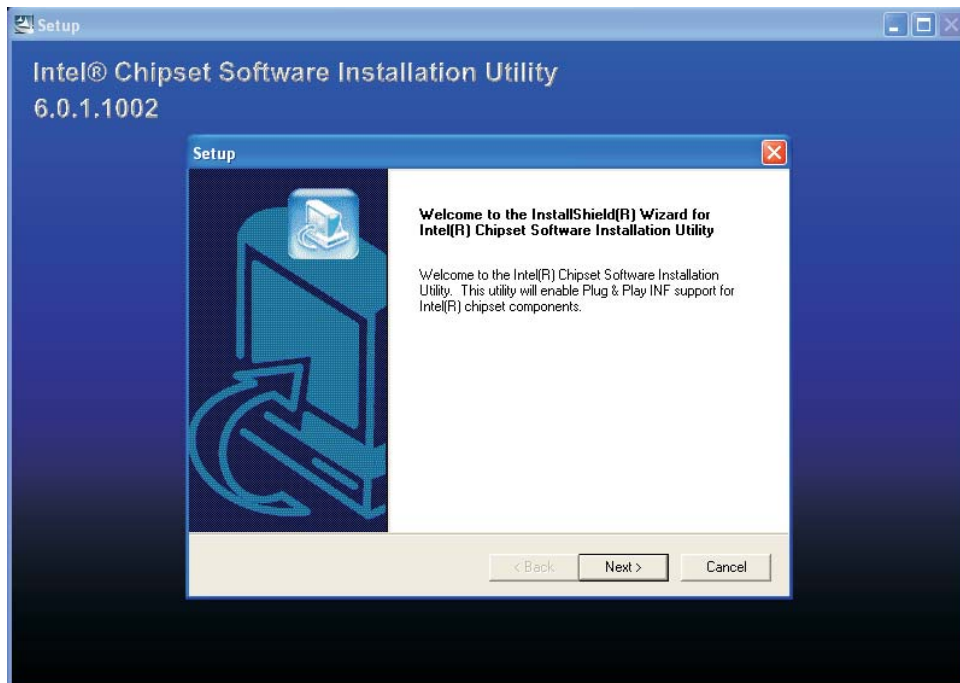 Setup
Intel® Chipset Software Installation Utility
6.0.1.1002
Setup
Welcome to the InstallShield(R) Wizard for
Intel(R) Chipset Software Installation Utility
Welcome to the Intel(R) Chipset Software Installation
Utility. This utility will enable Plug & Play INF support for
Intel(R) chipset components.
< Back
Next >
Cancel